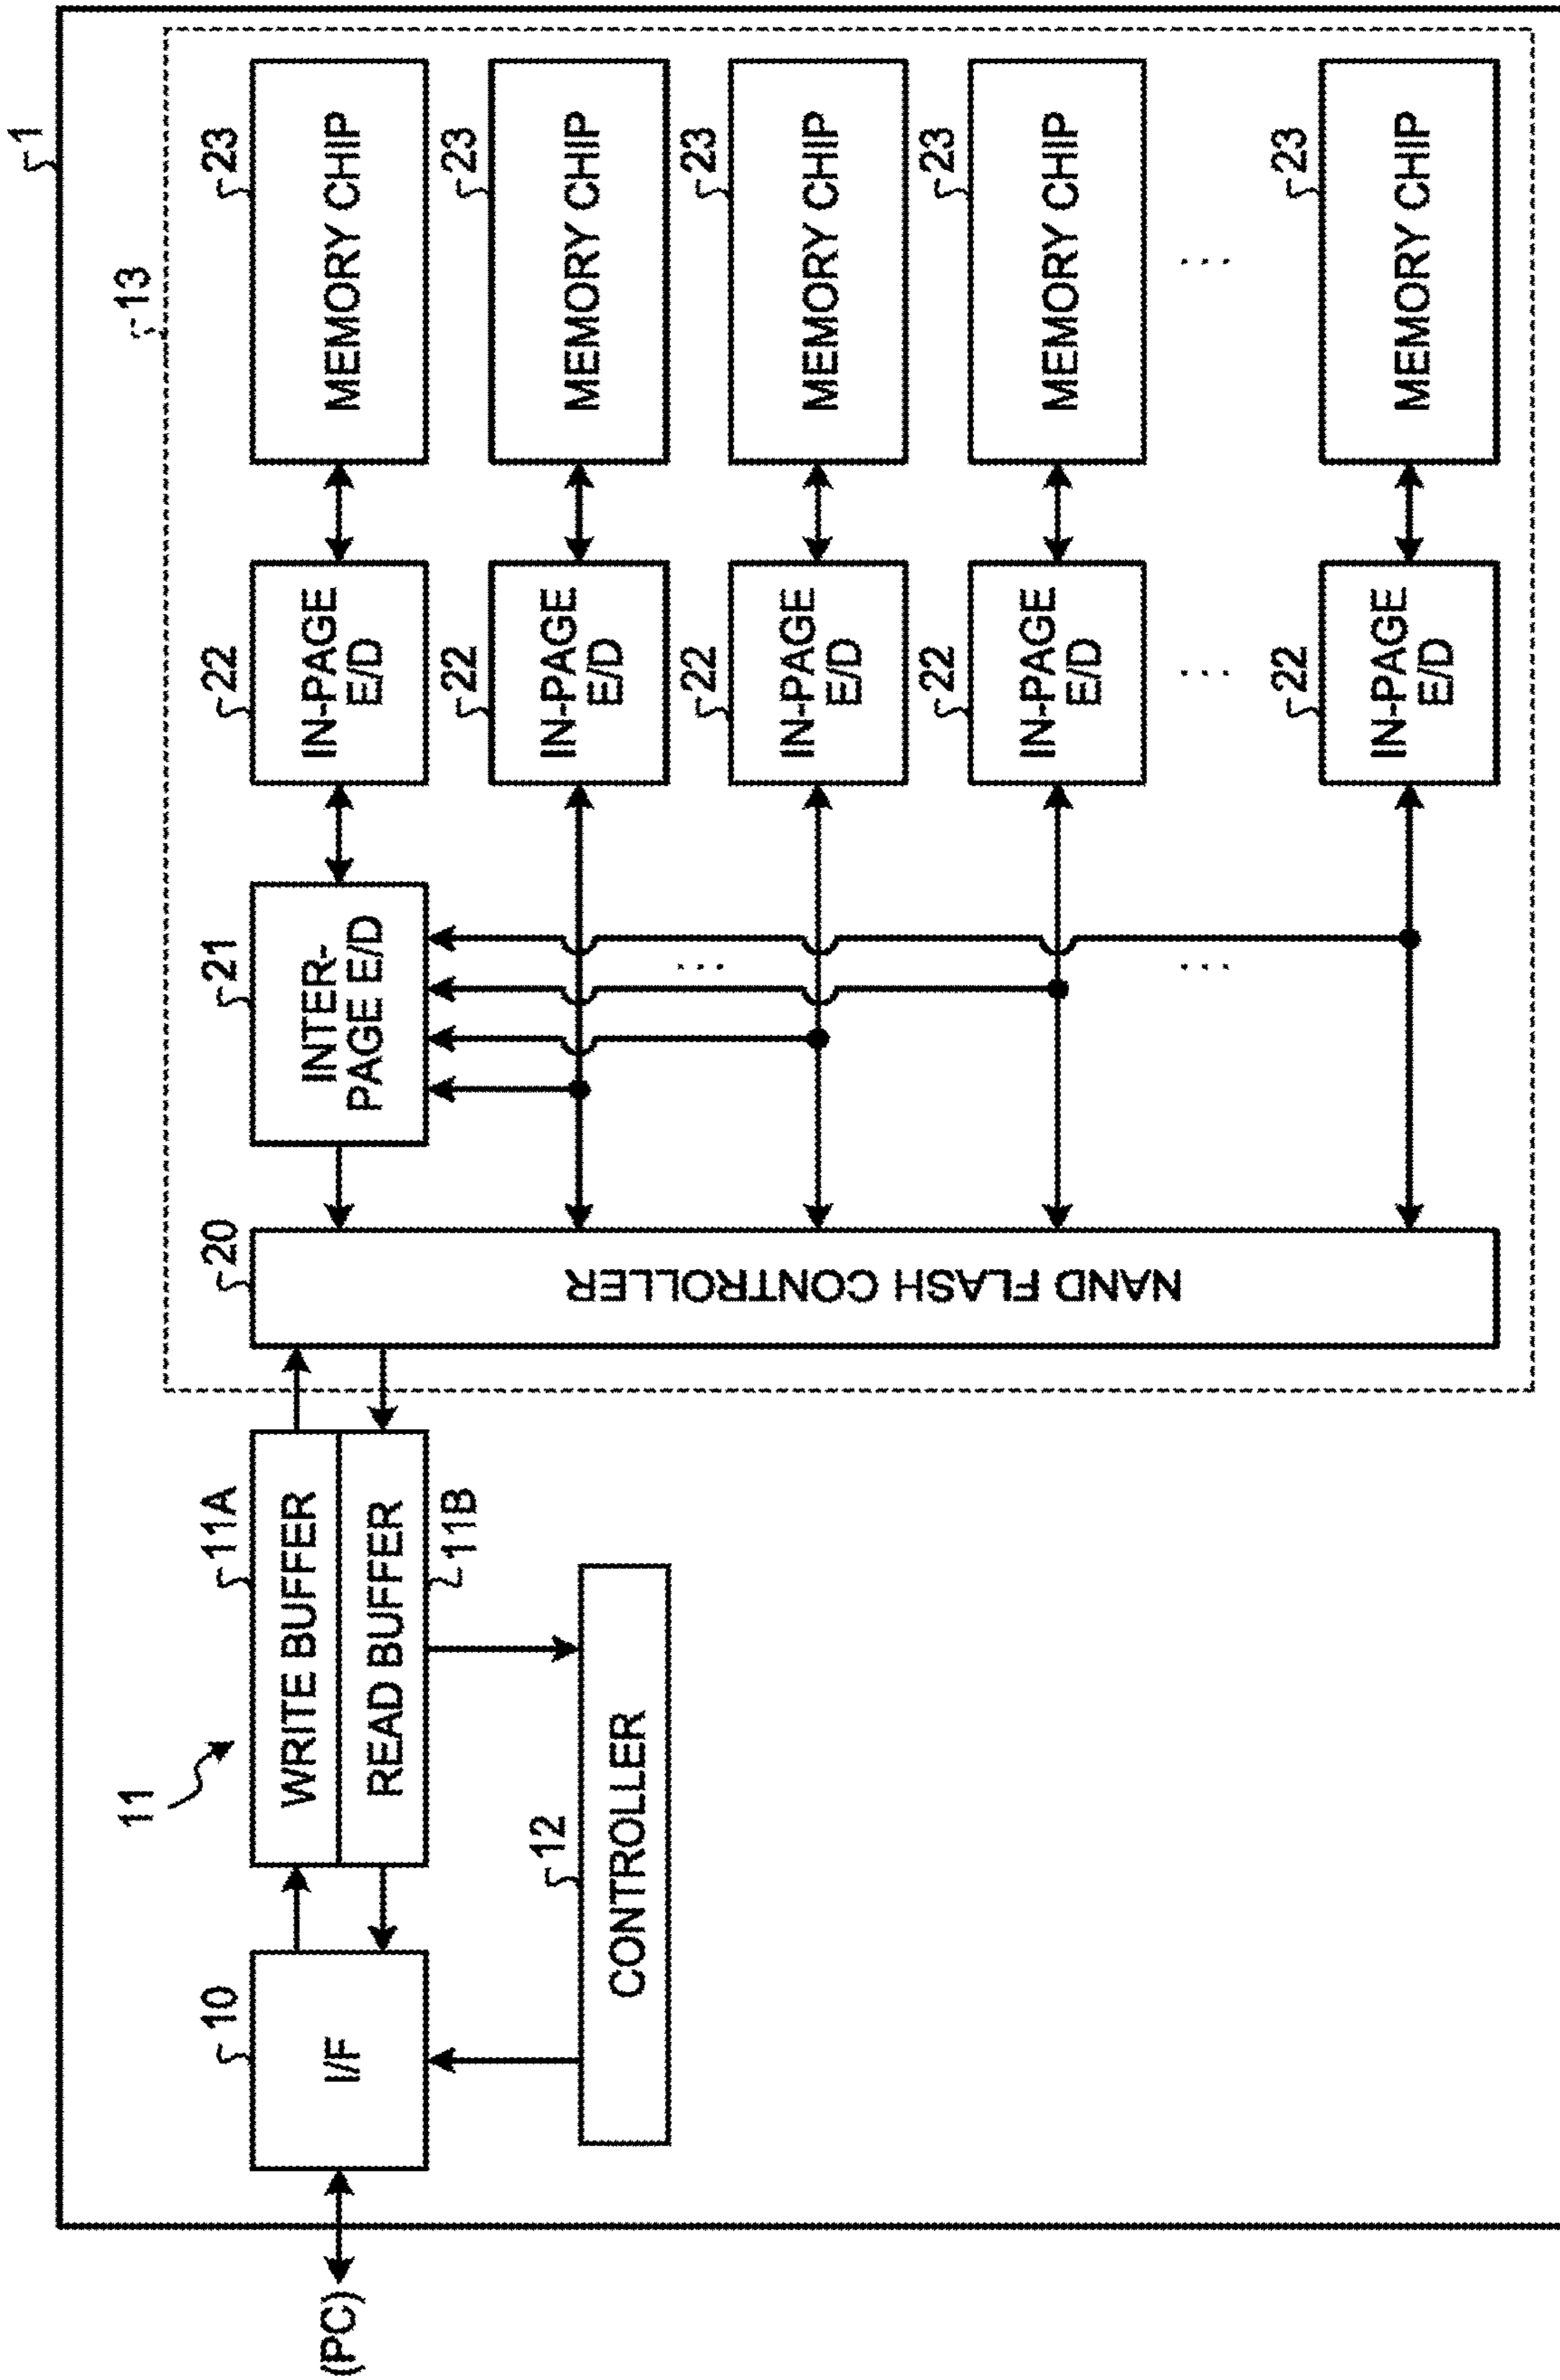 1
13
(PC)
10
I/F
11
11A
WRITE BUFFER
READ BUFFER
11B
12
CONTROLLER
20
NAND FLASH CONTROLLER
21
INTER-
PAGE E/D
22
IN-PAGE
E/D
23
MEMORY CHIP
22
IN-PAGE
E/D
23
MEMORY CHIP
22
IN-PAGE
E/D
23
MEMORY CHIP
22
IN-PAGE
E/D
23
MEMORY CHIP
...
...
...
...
22
IN-PAGE
E/D
23
MEMORY CHIP